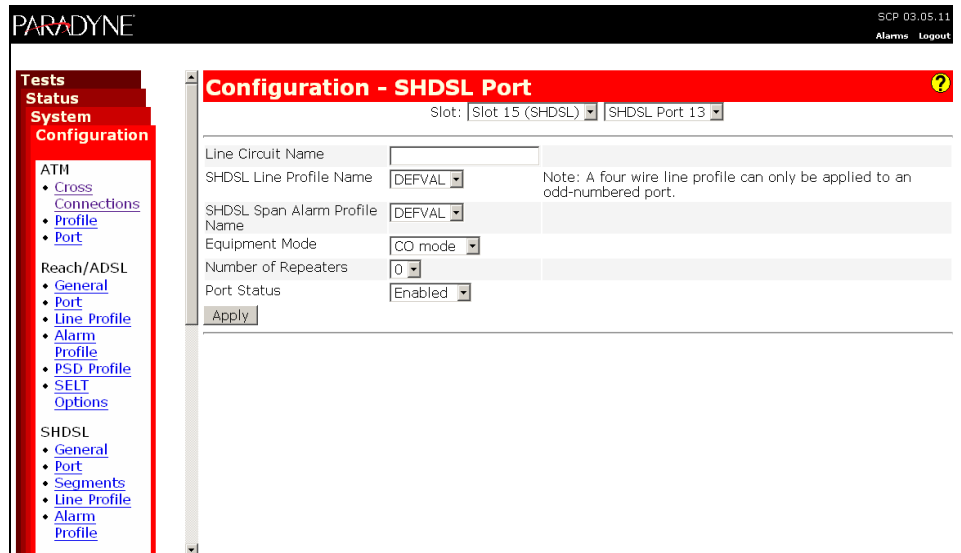 PARADYNE
SCP 03.05.11
Alarms Logout
Tests
Status
System
Configuration
ATM
• Cross
Connections
• Profile
• Port
Reach/ADSL
• General
• Port
• Line Profile
• Alarm
Profile
• PSD Profile
• SELT
Options
SHDSL
• General
• Port
• Segments
• Line Profile
• Alarm
Profile
Configuration - SHDSL Port
?
Slot: Slot 15 (SHDSL) SHDSL Port 13
Line Circuit Name
SHDSL Line Profile Name DEFVAL Note: A four wire line profile can only be applied to an
odd-numbered port.
SHDSL Span Alarm Profile DEFVAL
Name
Equipment Mode CO mode
Number of Repeaters 0
Port Status Enabled
Apply